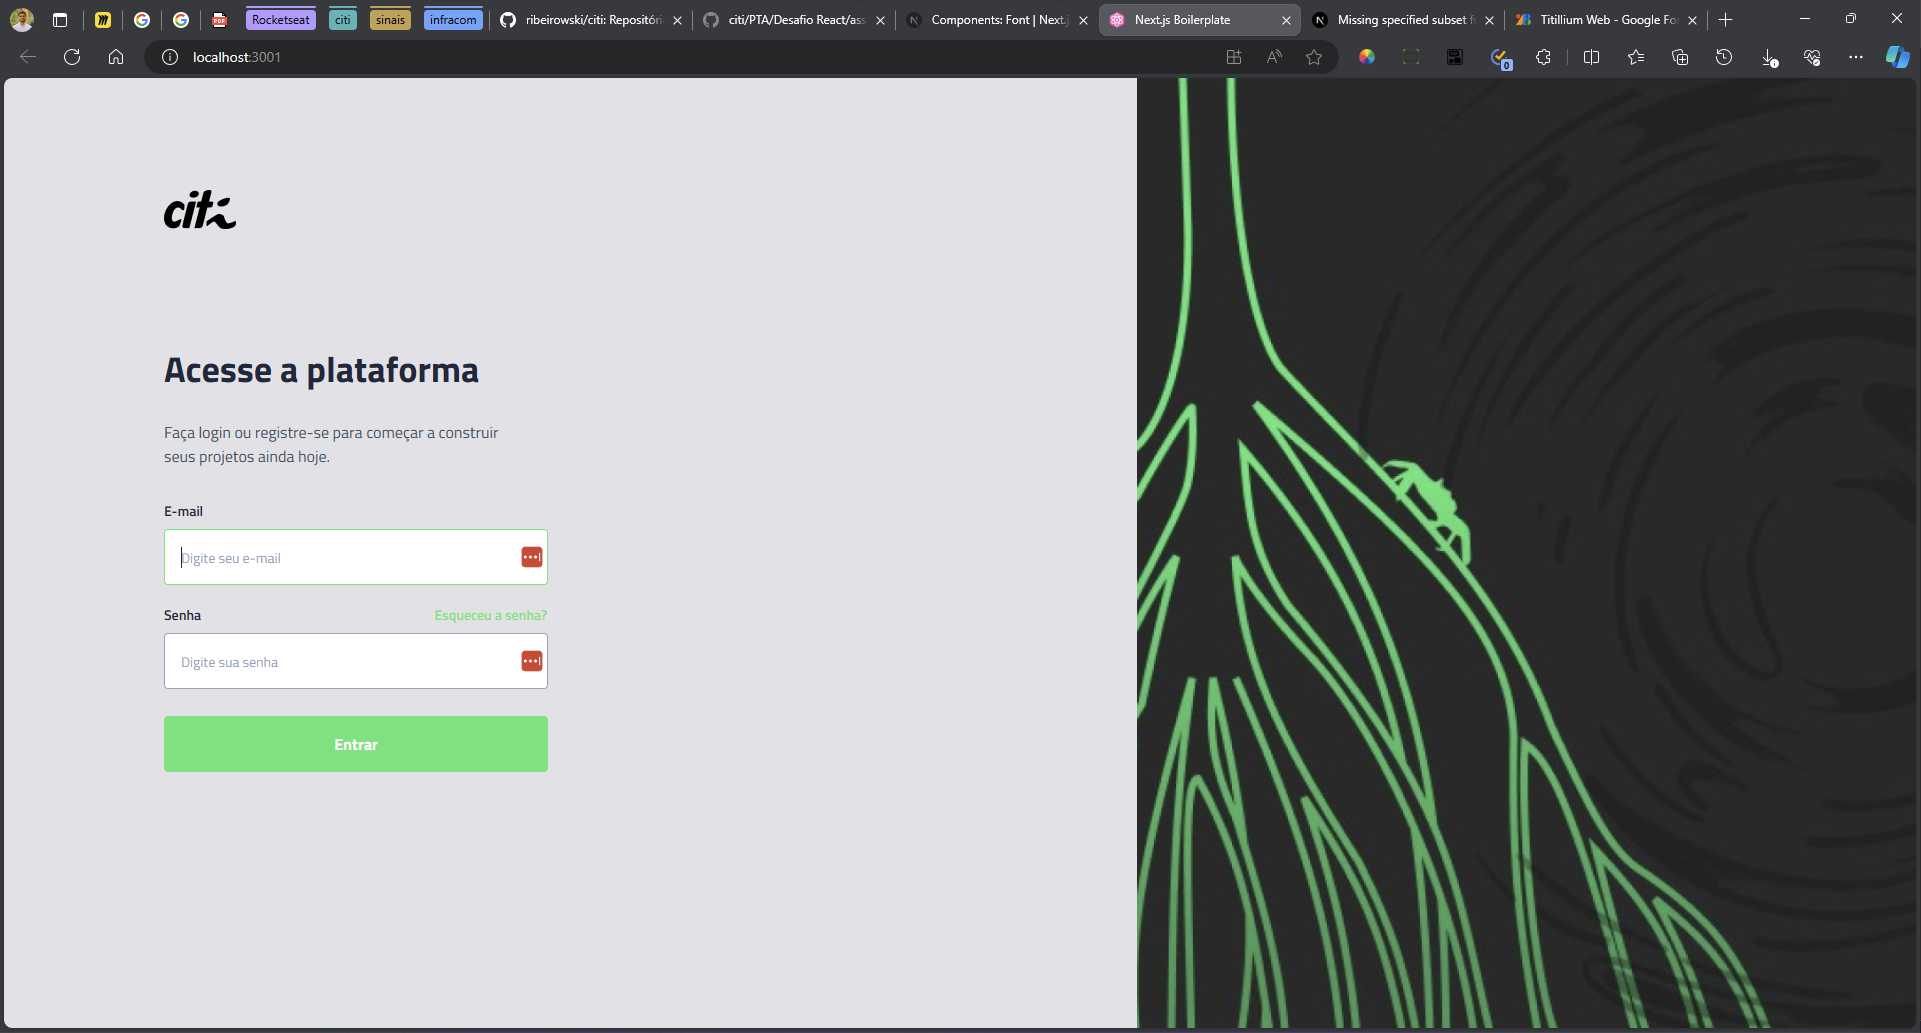 Rocketseat
citi
sinais
infracom
ribeirowski/citi: Repositóri
citi/PTA/Desafio React/ass
Components: Font | Next.j
Next.js Boilerplate
Missing specified subset f
Titillium Web - Google Fo
localhost:3001
citi
Acesse a plataforma
Faça login ou registre-se para começar a construir
seus projetos ainda hoje.
E-mail
Digite seu e-mail
Senha
Esqueceu a senha?
Digite sua senha
Entrar